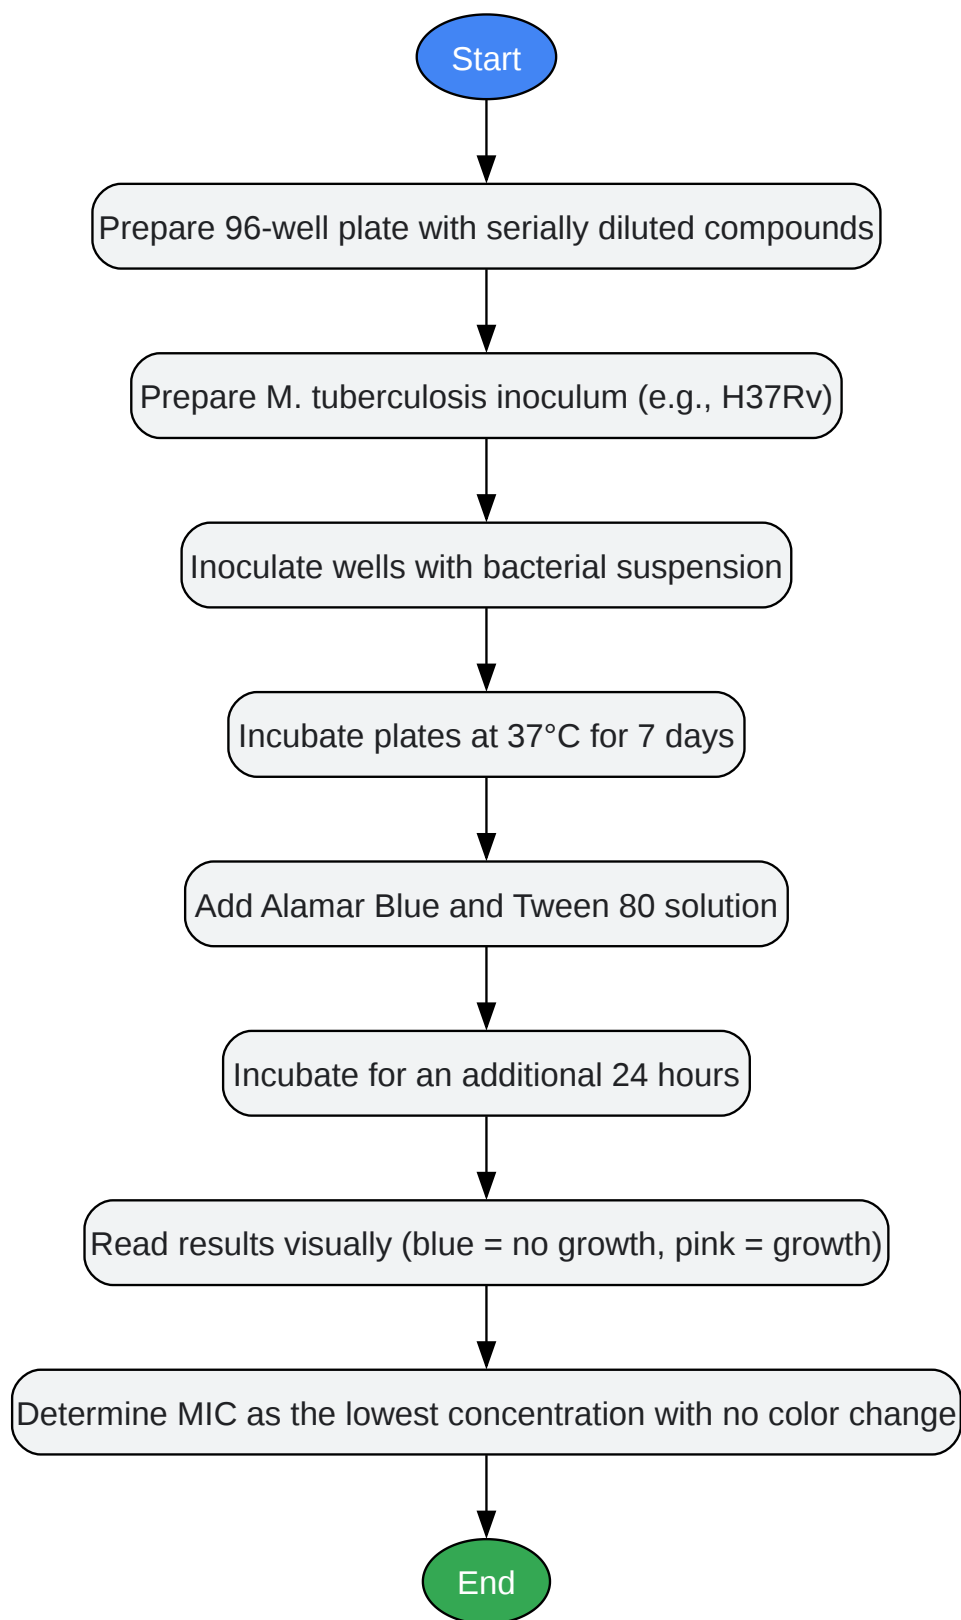 Start
Prepare 96-well plate with serially diluted compounds
Prepare M. tuberculosis inoculum (e.g., H37Rv)
Inoculate wells with bacterial suspension
Incubate plates at 37°C for 7 days
Add Alamar Blue and Tween 80 solution
Incubate for an additional 24 hours
Read results visually (blue = no growth, pink = growth)
Determine MIC as the lowest concentration with no color change
End